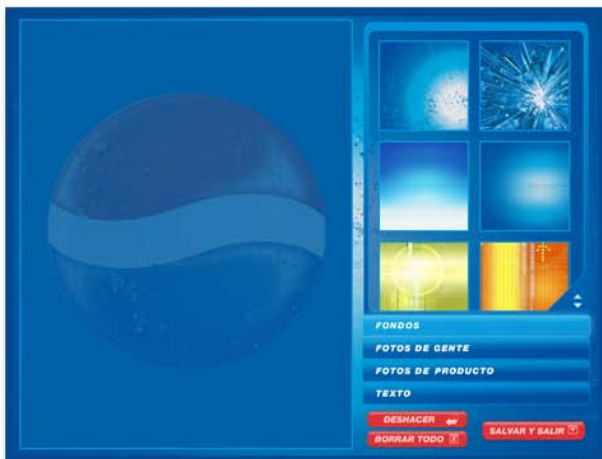 FONDOS
FOTOS DE GENTE
FOTOS DE PRODUCTO
TEXTO
DESHACER
BORRAR TODO
SALVAR Y SALIR